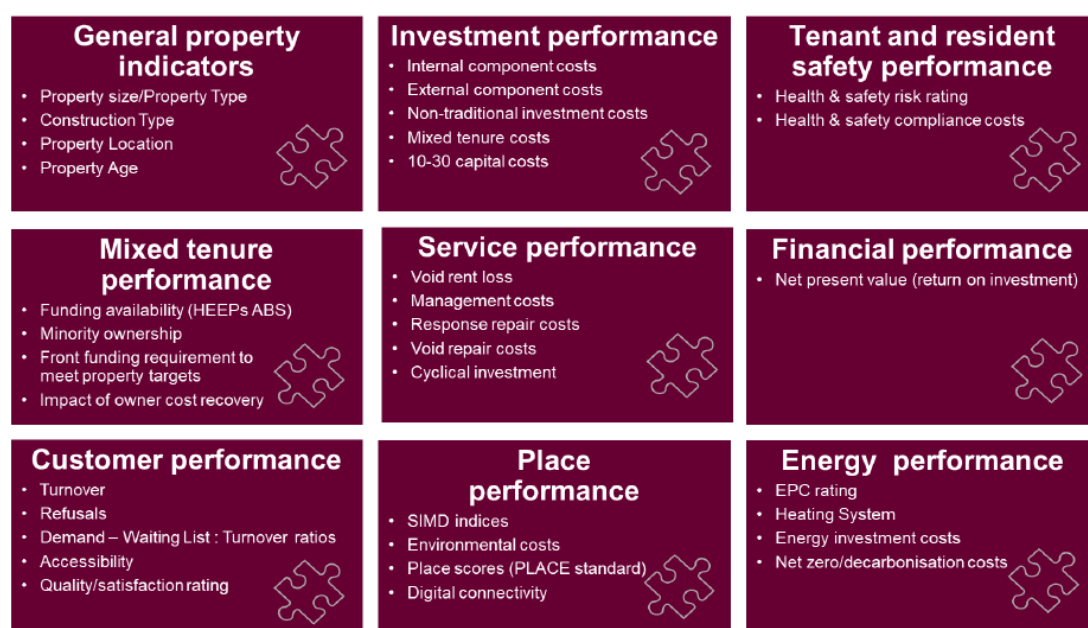 General property
indicators
• Property size/Property Type
• Construction Type
• Property Location
• Property Age
Investment performance
• Internal component costs
• External component costs
• Non-traditional investment costs
• Mixed tenure costs
• 10-30 capital costs
Tenant and resident
safety performance
• Health & safety risk rating
• Health & safety compliance costs
Mixed tenure
performance
• Funding availability (HEEPs ABS)
• Minority ownership
• Front funding requirement to
meet property targets
• Impact of owner cost recovery
Service performance
• Void rent loss
• Management costs
• Response repair costs
• Void repair costs
• Cyclical investment
Financial performance
• Net present value (return on investment)
Customer performance
• Turnover
• Refusals
• Demand – Waiting List : Turnover ratios
• Accessibility
• Quality/satisfaction rating
Place
performance
• SIMD indices
• Environmental costs
• Place scores (PLACE standard)
• Digital connectivity
Energy performance
• EPC rating
• Heating System
• Energy investment costs
• Net zero/decarbonisation costs